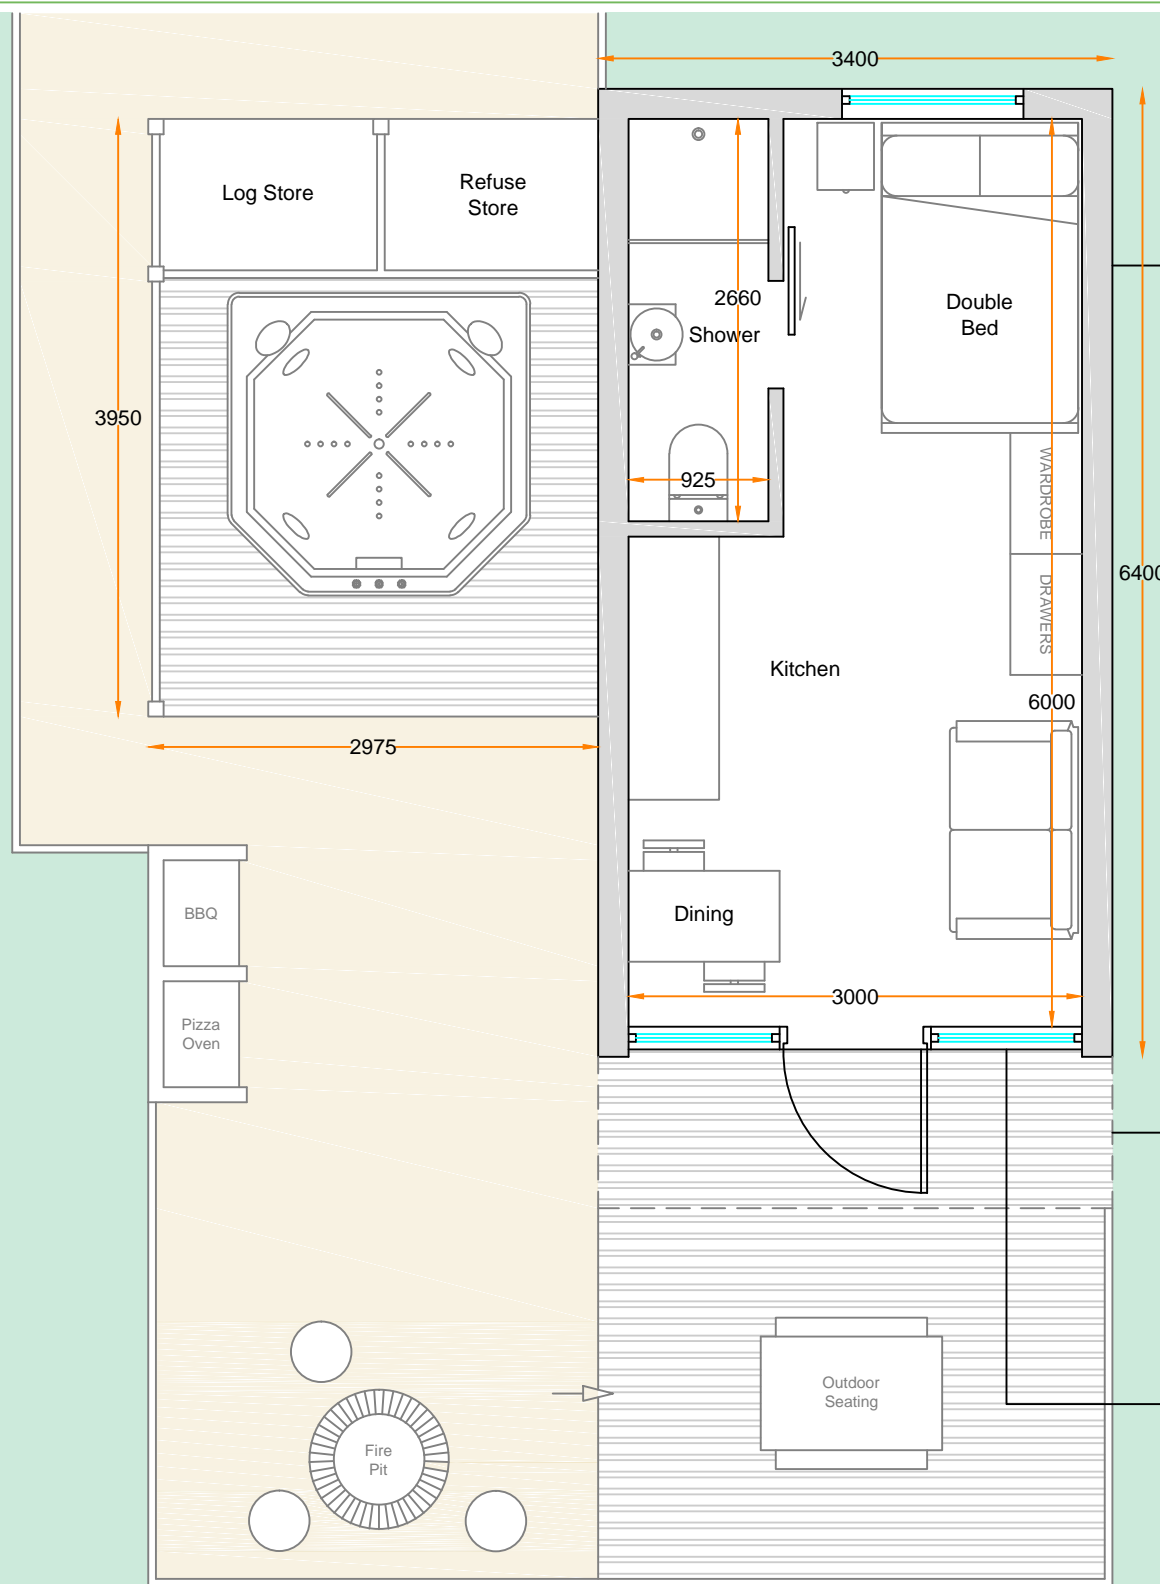 3400
Log Store
Refuse
Store
2660
Shower
Double
Bed
3950
925
WARDROBE
6400
DRAWERS
Kitchen
6000
2975
BBQ
Dining
3000
Pizza
Oven
Outdoor
Seating
Fire
Pit